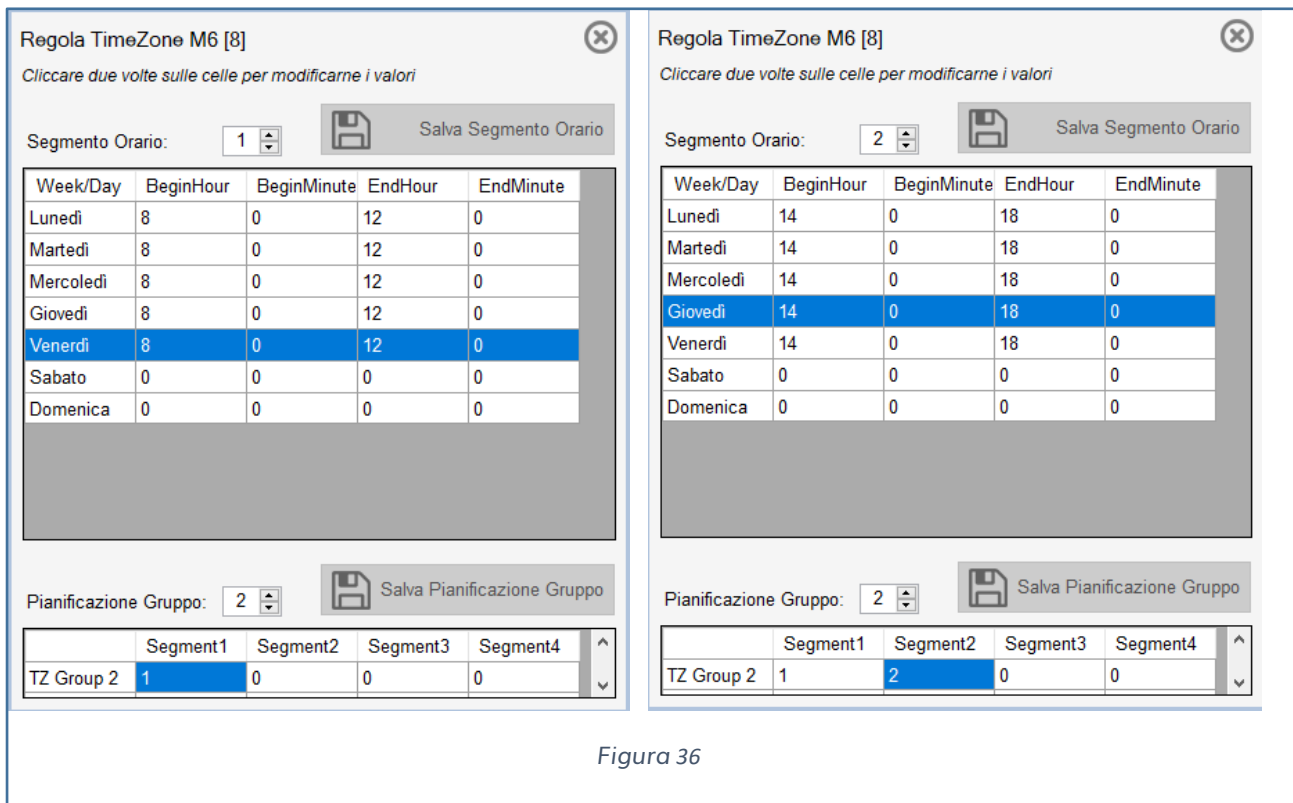 Regola TimeZone M6 [8]
Cliccare due volte sulle celle per modificarne i valori
Segmento Orario: 1 Salva Segmento Orario
Week/Day BeginHour BeginMinute EndHour EndMinute
Lunedì 8 0 12 0
Martedì 8 0 12 0
Mercoledì 8 0 12 0
Giovedì 8 0 12 0
Venerdì 8 0 12 0
Sabato 0 0 0 0
Domenica 0 0 0 0
Pianificazione Gruppo: 2 Salva Pianificazione Gruppo
Segment1 Segment2 Segment3 Segment4
TZ Group 2 1 0 0 0
Regola TimeZone M6 [8]
Cliccare due volte sulle celle per modificarne i valori
Segmento Orario: 2 Salva Segmento Orario
Week/Day BeginHour BeginMinute EndHour EndMinute
Lunedì 14 0 18 0
Martedì 14 0 18 0
Mercoledì 14 0 18 0
Giovedì 14 0 18 0
Venerdì 14 0 18 0
Sabato 0 0 0 0
Domenica 0 0 0 0
Pianificazione Gruppo: 2 Salva Pianificazione Gruppo
Segment1 Segment2 Segment3 Segment4
TZ Group 2 1 2 0 0
Figura 36